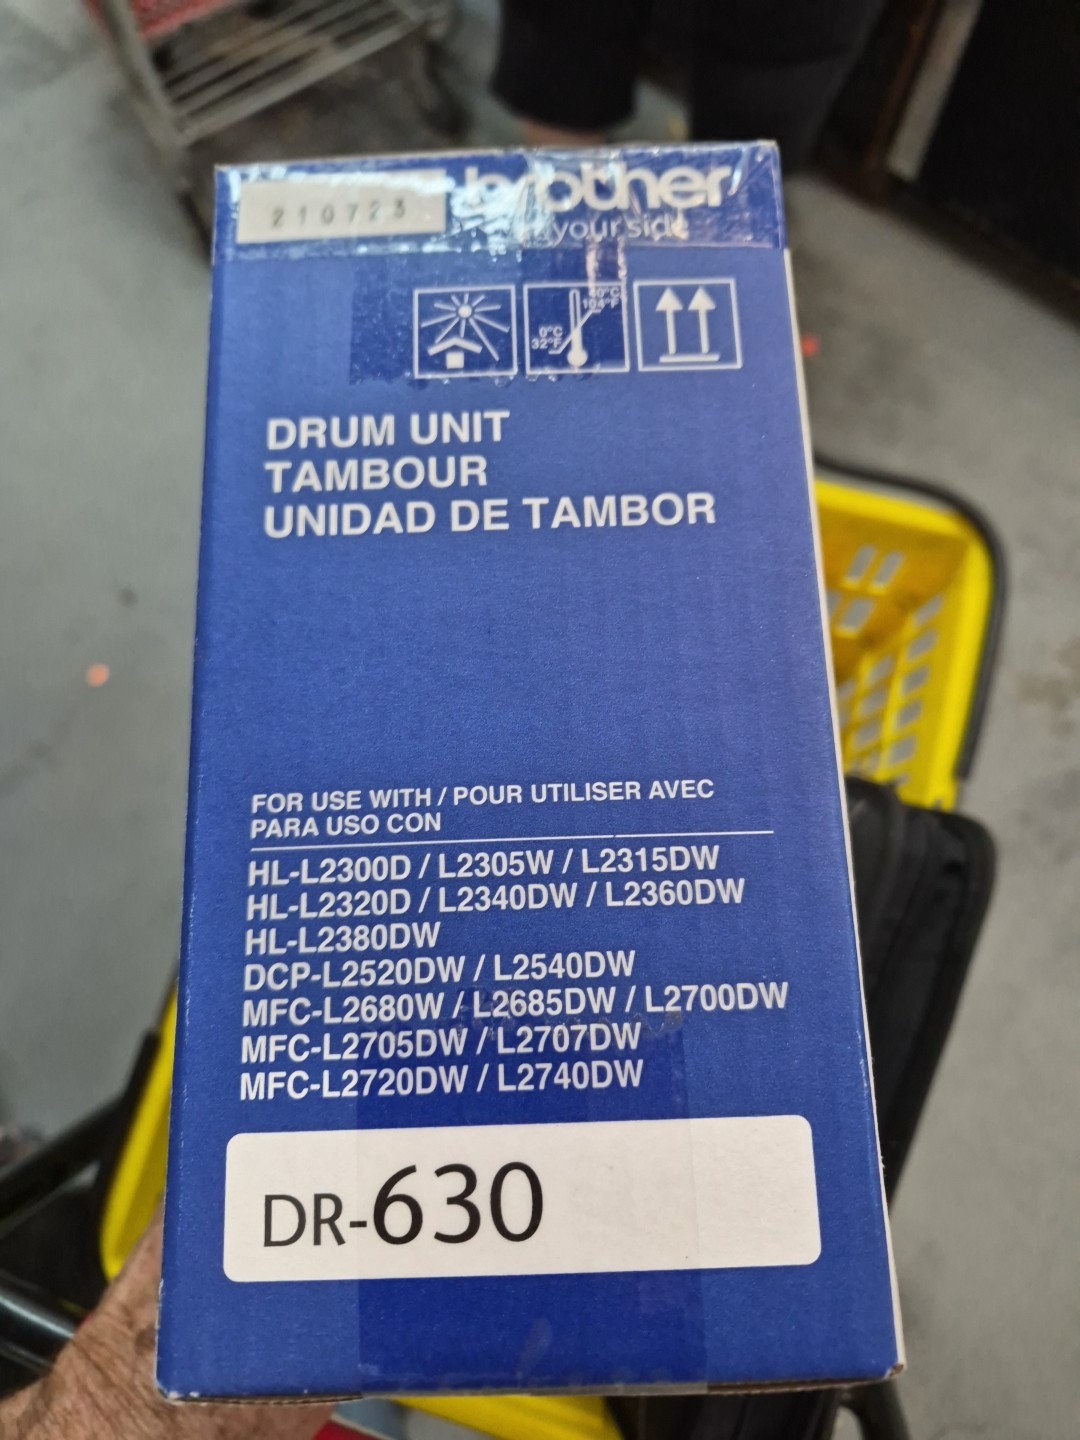 210723
brother
your side
40°C
104°F
0°C
32°F
DRUM UNIT
TAMBOUR
UNIDAD DE TAMBOR
FOR USE WITH / POUR UTILISER AVEC
PARA USO CON
HL-L2300D / L2305W / L2315DW
HL-L2320D / L2340DW / L2360DW
HL-L2380DW
DCP-L2520DW / L2540DW
MFC-L2680W / L2685DW / L2700DW
MFC-L2705DW / L2707DW
MFC-L2720DW / L2740DW
DR-630